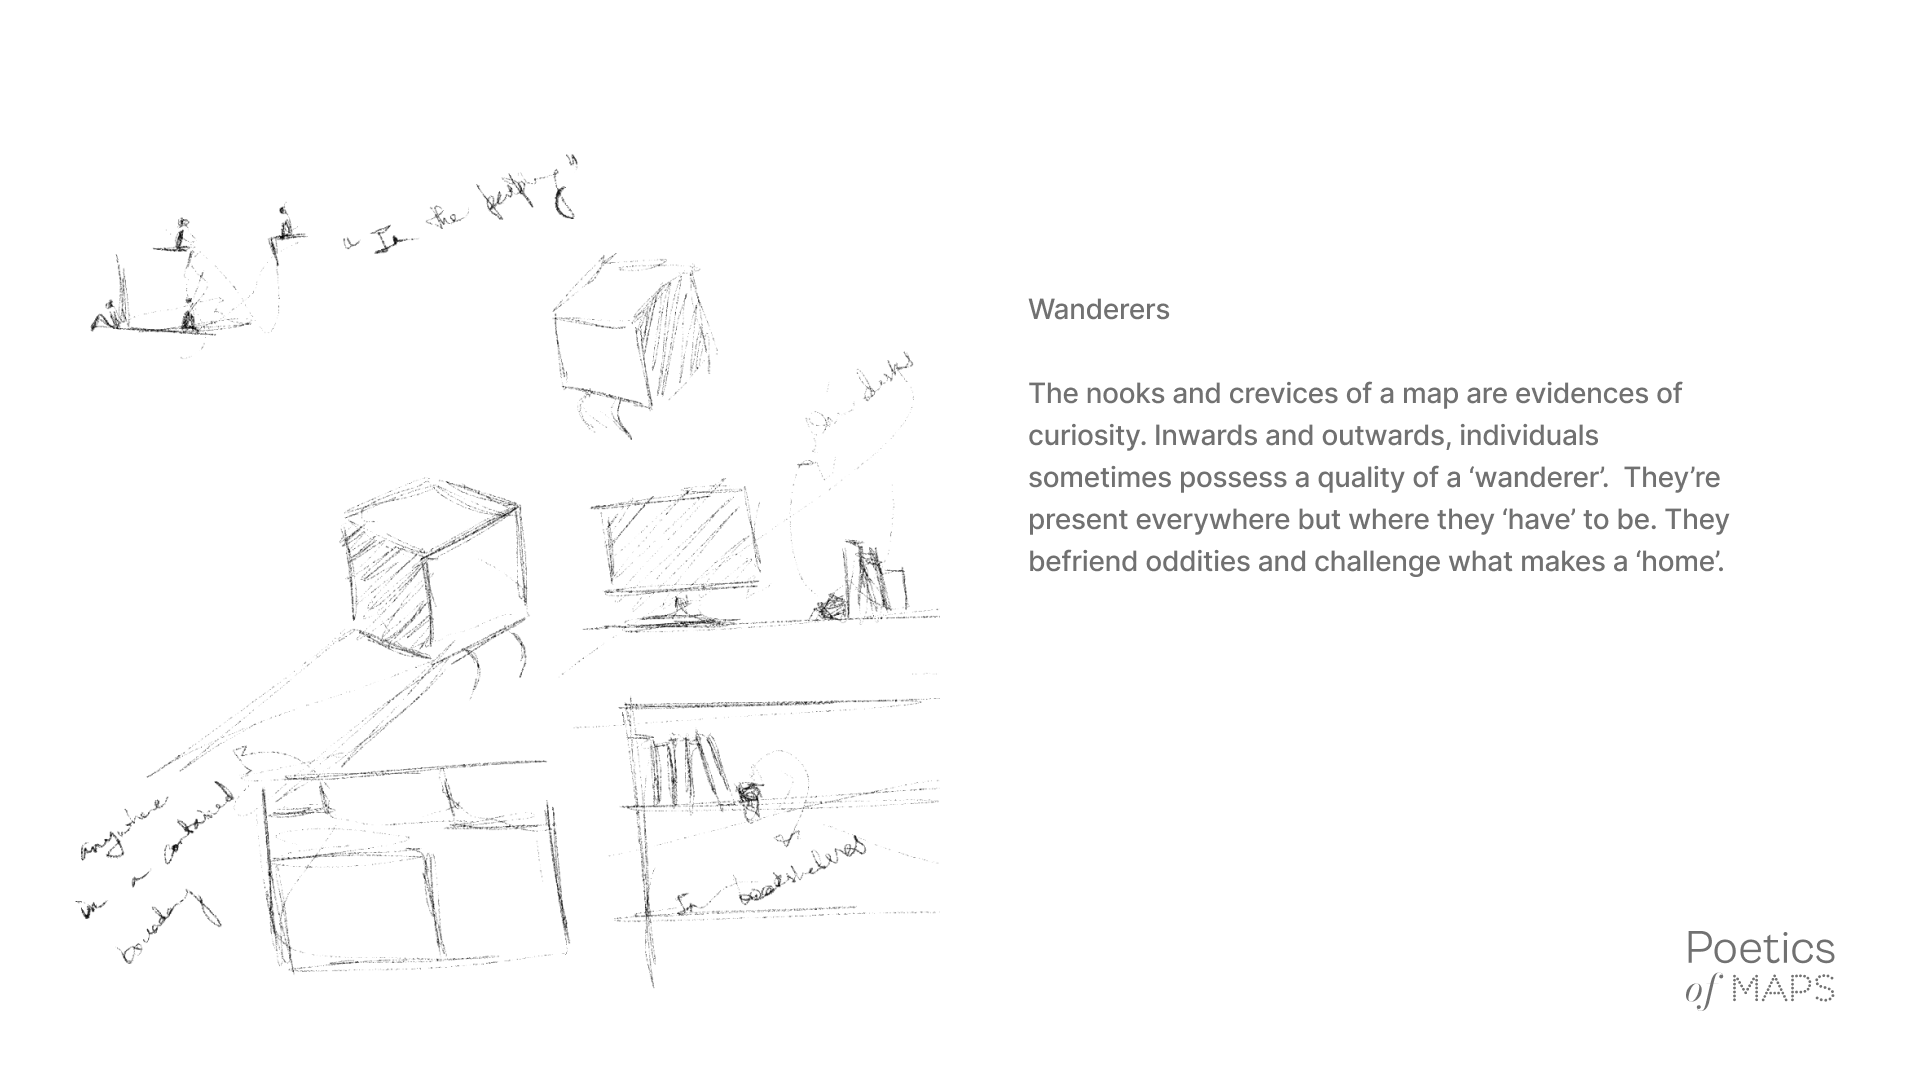 " In the periphery"
On desks
anywhere
in a contained
boundary
In bookshelves
Wanderers
The nooks and crevices of a map are evidences of
curiosity. Inwards and outwards, individuals
sometimes possess a quality of a ‘wanderer’.  They’re
present everywhere but where they ‘have’ to be. They
befriend oddities and challenge what makes a ‘home’.
Poetics
of MAPS